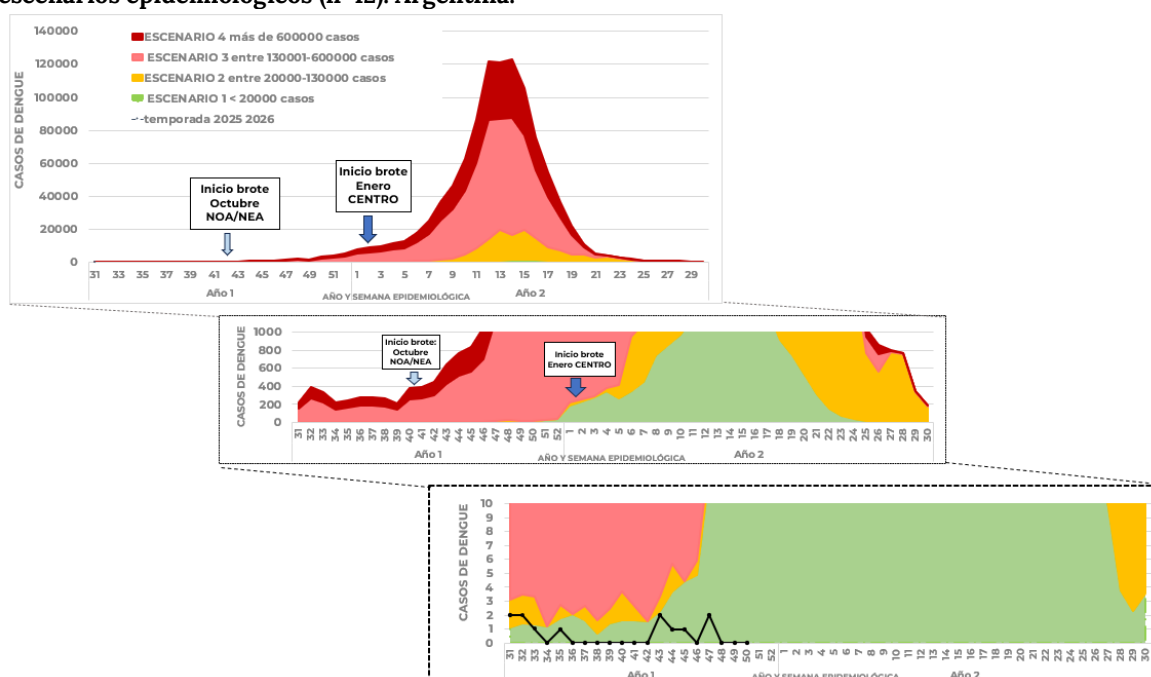 escenarios epidemiológicos (n=12). Argentina.
140000
120000
100000
80000
60000
40000
20000
0
CASOS DE DENGUE
ESCENARIO 4 más de 600000 casos
ESCENARIO 3 entre 130001-600000 casos
ESCENARIO 2 entre 20000-130000 casos
ESCENARIO 1 < 20000 casos
temporada 2025 2026
Inicio brote
Octubre
NOA/NEA
Inicio brote
Enero
CENTRO
31 33 35 37 39 41 43 45 47 49 51 1 3 5 7 9 11 13 15 17 19 21 23 25 27 29
Año 1 Año 2
AÑO Y SEMANA EPIDEMIOLÓGICA
1000
800
600
400
200
0
CASOS DE DENGUE
Inicio brote:
Octubre
NOA/NEA
Inicio brote
Enero CENTRO
31 32 33 34 35 36 37 38 39 40 41 42 43 44 45 46 47 48 49 50 51 52 1 2 3 4 5 6 7 8 9 10 11 12 13 14 15 16 17 18 19 20 21 22 23 24 25 26 27 28 29 30
Año 1 Año 2
AÑO Y SEMANA EPIDEMIOLÓGICA
10
9
8
7
6
5
4
3
2
1
0
CASOS DE DENGUE
31 32 33 34 35 36 37 38 39 40 41 42 43 44 45 46 47 48 49 50 51 52 1 2 3 4 5 6 7 8 9 10 11 12 13 14 15 16 17 18 19 20 21 22 23 24 25 26 27 28 29 30
Año 1 Año 2
AÑO Y SEMANA EPIDEMIOLÓGICA